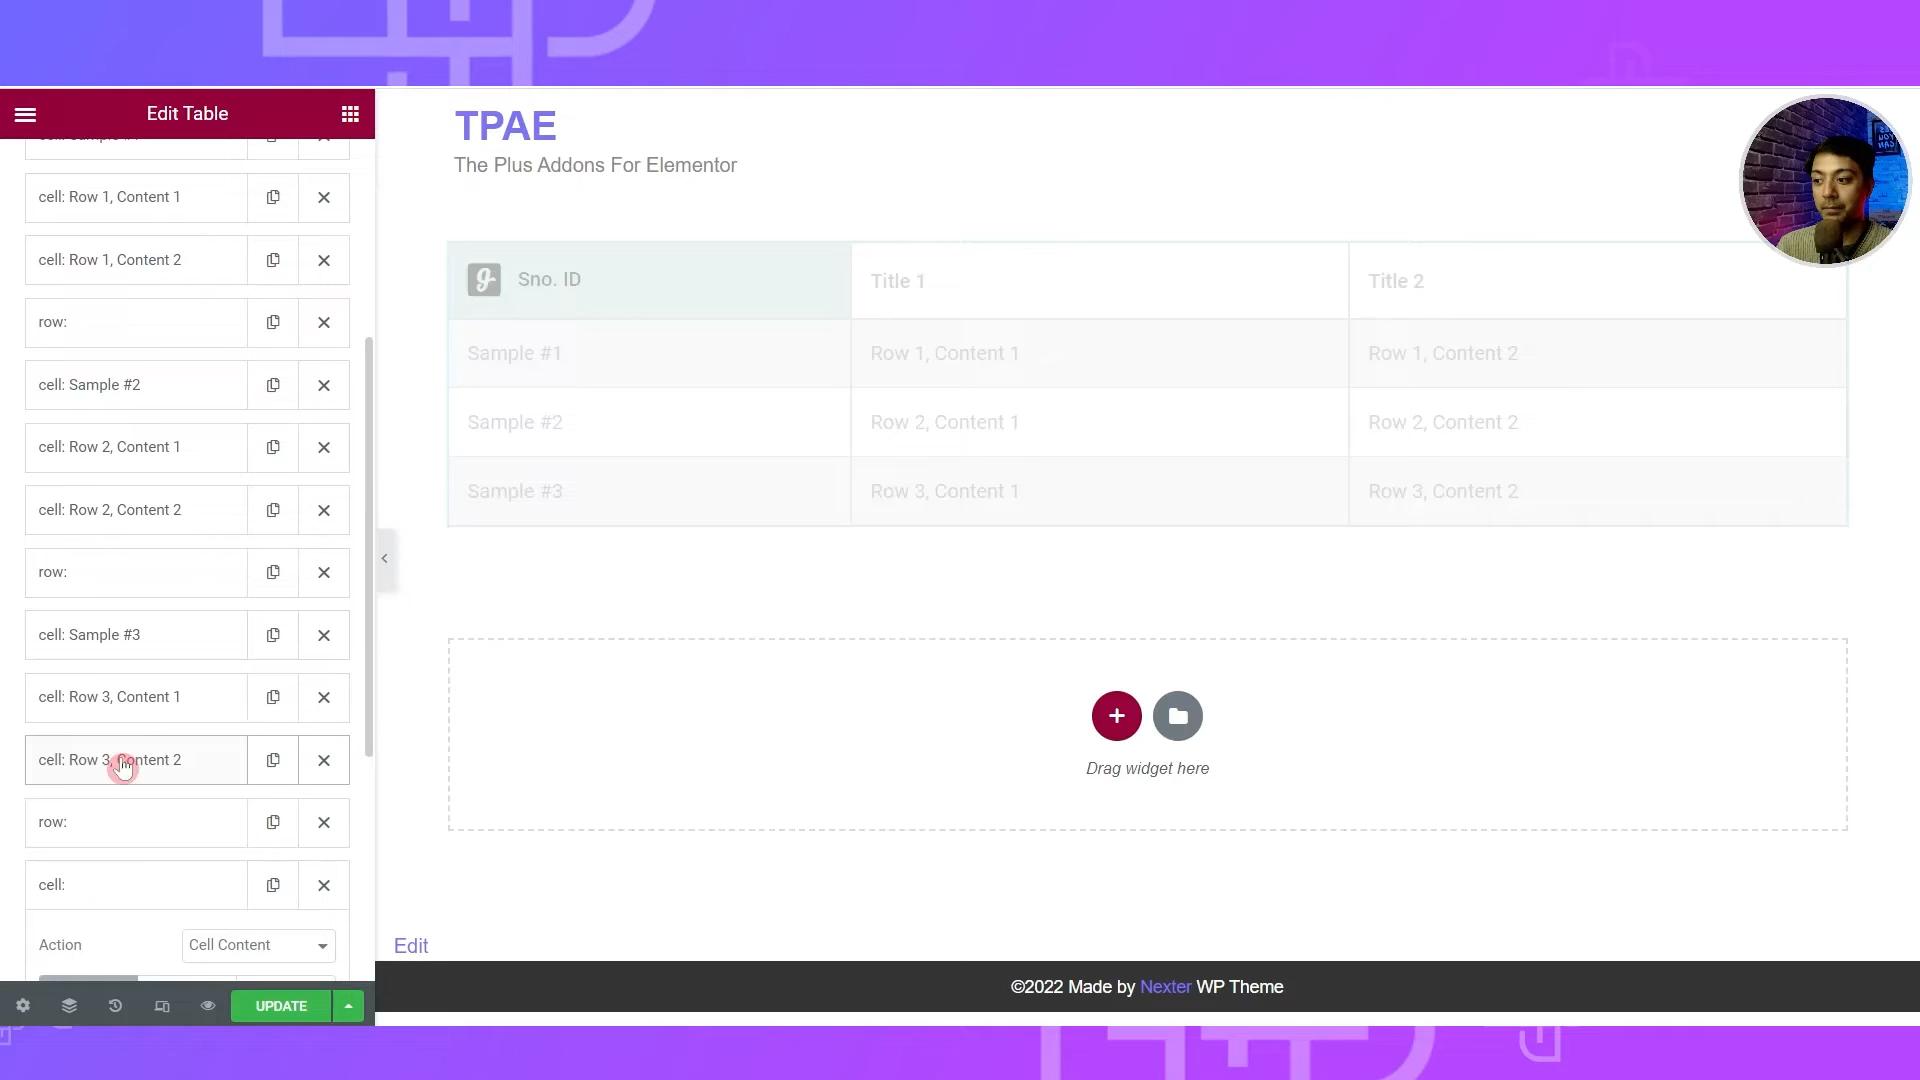 Edit Table
cell: Row 1, Content 1
cell: Row 1, Content 2
row:
cell: Sample #2
cell: Row 2, Content 1
cell: Row 2, Content 2
row:
cell: Sample #3
cell: Row 3, Content 1
cell: Row 3, Content 2
row:
cell:
Action
Cell Content
UPDATE
TPAE
The Plus Addons For Elementor
Sno. ID
Title 1
Title 2
Sample #1
Row 1, Content 1
Row 1, Content 2
Sample #2
Row 2, Content 1
Row 2, Content 2
Sample #3
Row 3, Content 1
Row 3, Content 2
Drag widget here
Edit
©2022 Made by Nexter WP Theme